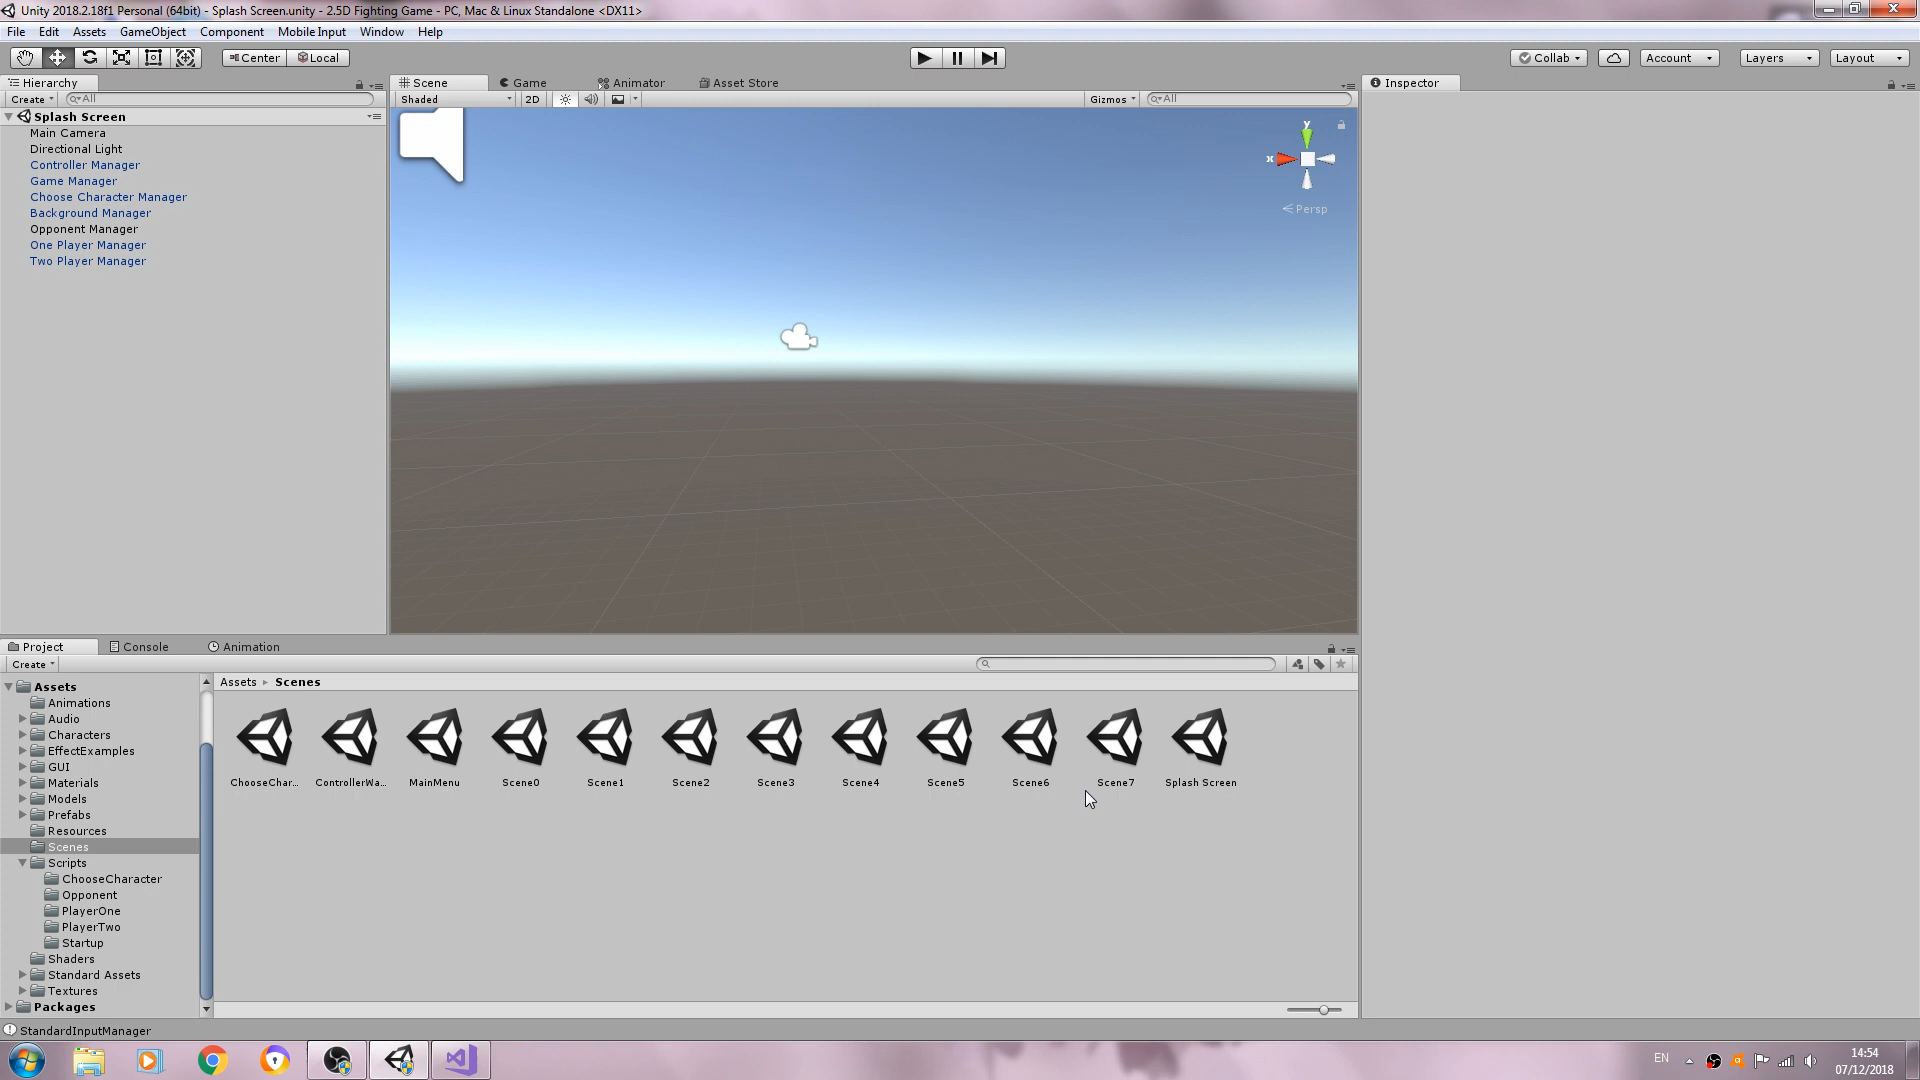 Unity 2018.2.18f1 Personal (64bit) - Splash Screen.unity - 2.5D Fighting Game - PC, Mac & Linux Standalone <DX11>
File Edit Assets GameObject Component Mobile Input Window Help
Center Local Collab Account Layers Layout
Hierarchy Scene Game Animator Asset Store Inspector
Create All Shaded 2D Gizmos All
Splash Screen
Main Camera
Directional Light
Controller Manager
Game Manager
Choose Character Manager
Background Manager
Opponent Manager
One Player Manager
Two Player Manager
y
x
Persp
Project Console Animation
Create
Assets Scenes
Assets
Animations
Audio
Characters
EffectExamples
GUI
Materials
Models
Prefabs
Resources
Scenes
Scripts
ChooseCharacter
Opponent
PlayerOne
PlayerTwo
Startup
Shaders
Standard Assets
Textures
Packages
ChooseChar... ControllerWa... MainMenu Scene0 Scene1 Scene2 Scene3 Scene4 Scene5 Scene6 Scene7 Splash Screen
StandardInputManager
EN
14:54
07/12/2018